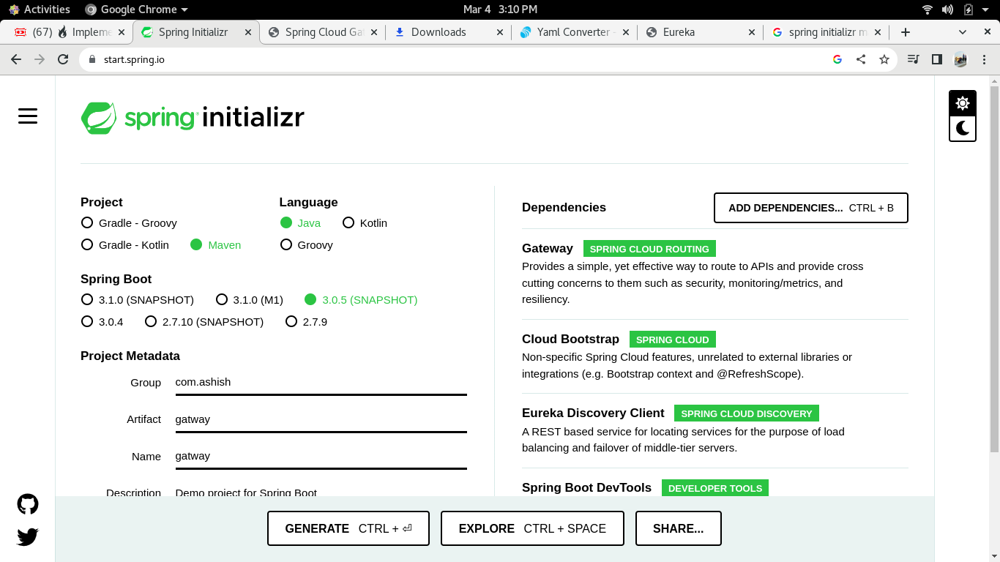 Activities
Google Chrome
Mar 4 3:10 PM
(67) Impleme
Spring Initializr
Spring Cloud Gat
Downloads
Yaml Converter -
Eureka
spring initializr m
start.spring.io
spring initializr
Project
Gradle - Groovy
Gradle - Kotlin
Maven
Language
Java
Kotlin
Groovy
Spring Boot
3.1.0 (SNAPSHOT)
3.1.0 (M1)
3.0.5 (SNAPSHOT)
3.0.4
2.7.10 (SNAPSHOT)
2.7.9
Project Metadata
Group com.ashish
Artifact gatway
Name gatway
Description Demo project for Spring Boot
Dependencies
ADD DEPENDENCIES... CTRL + B
Gateway SPRING CLOUD ROUTING
Provides a simple, yet effective way to route to APIs and provide cross
cutting concerns to them such as security, monitoring/metrics, and
resiliency.
Cloud Bootstrap SPRING CLOUD
Non-specific Spring Cloud features, unrelated to external libraries or
integrations (e.g. Bootstrap context and @RefreshScope).
Eureka Discovery Client SPRING CLOUD DISCOVERY
A REST based service for locating services for the purpose of load
balancing and failover of middle-tier servers.
Spring Boot DevTools DEVELOPER TOOLS
GENERATE CTRL + ⏎
EXPLORE CTRL + SPACE
SHARE...